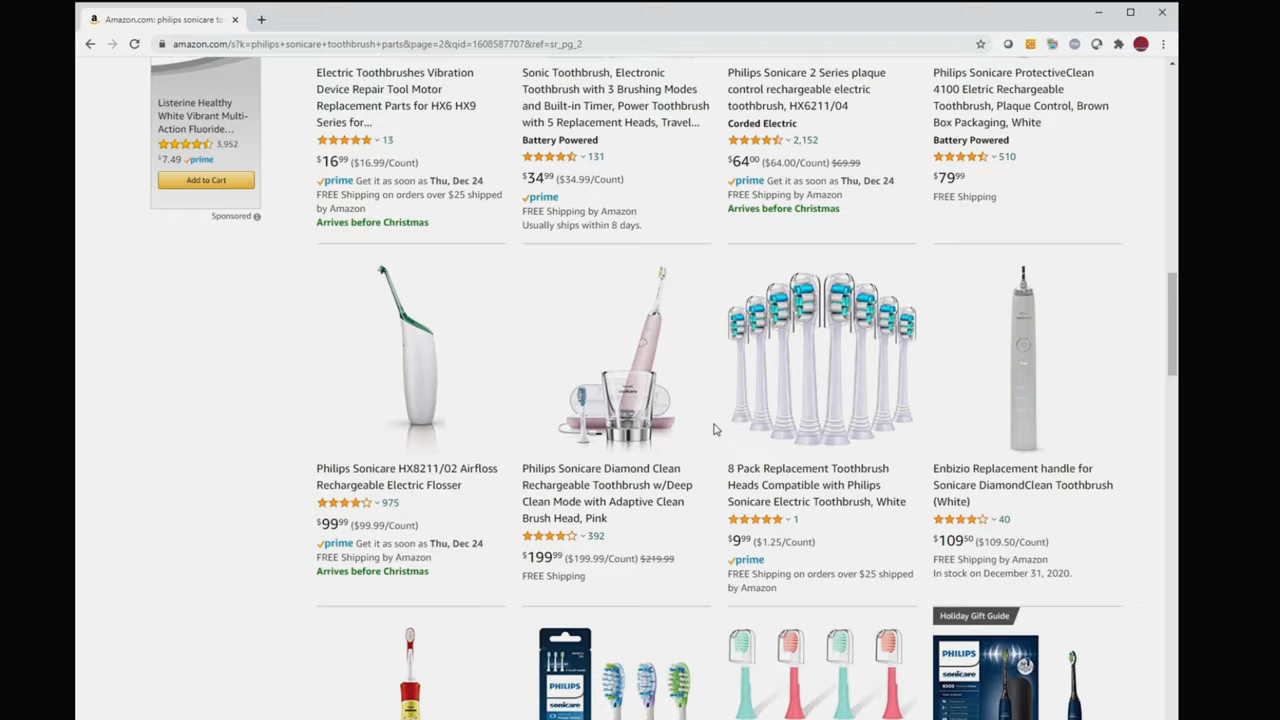 Amazon.com: philips sonicare to
amazon.com/s?k=philips+sonicare+toothbrush+parts&page=2&qid=1608587707&ref=sr_pg_2
Listerine Healthy
White Vibrant Multi-
Action Fluoride...
3,952
$7.49 prime
Add to Cart
Sponsored
Electric Toothbrushes Vibration
Device Repair Tool Motor
Replacement Parts for HX6 HX9
Series for...
13
$16.99 ($16.99/Count)
prime Get it as soon as Thu, Dec 24
FREE Shipping on orders over $25 shipped
by Amazon
Arrives before Christmas
Sonic Toothbrush, Electronic
Toothbrush with 3 Brushing Modes
and Built-in Timer, Power Toothbrush
with 5 Replacement Heads, Travel...
Battery Powered
131
$34.99 ($34.99/Count)
prime
FREE Shipping by Amazon
Usually ships within 8 days.
Philips Sonicare 2 Series plaque
control rechargeable electric
toothbrush, HX6211/04
Corded Electric
2,152
$64.00 ($64.00/Count) $69.99
prime Get it as soon as Thu, Dec 24
FREE Shipping by Amazon
Arrives before Christmas
Philips Sonicare ProtectiveClean
4100 Eletric Rechargeable
Toothbrush, Plaque Control, Brown
Box Packaging, White
Battery Powered
510
$79.99
FREE Shipping
Philips Sonicare HX8211/02 Airfloss
Rechargeable Electric Flosser
975
$99.99 ($99.99/Count)
prime Get it as soon as Thu, Dec 24
FREE Shipping by Amazon
Arrives before Christmas
Philips Sonicare Diamond Clean
Rechargeable Toothbrush w/Deep
Clean Mode with Adaptive Clean
Brush Head, Pink
392
$199.99 ($199.99/Count) $219.99
FREE Shipping
8 Pack Replacement Toothbrush
Heads Compatible with Philips
Sonicare Electric Toothbrush, White
1
$9.99 ($1.25/Count)
prime
FREE Shipping on orders over $25 shipped
by Amazon
Enbizio Replacement handle for
Sonicare DiamondClean Toothbrush
(White)
40
$109.50 ($109.50/Count)
FREE Shipping by Amazon
In stock on December 31, 2020.
PHILIPS
sonicare
Holiday Gift Guide
PHILIPS
sonicare